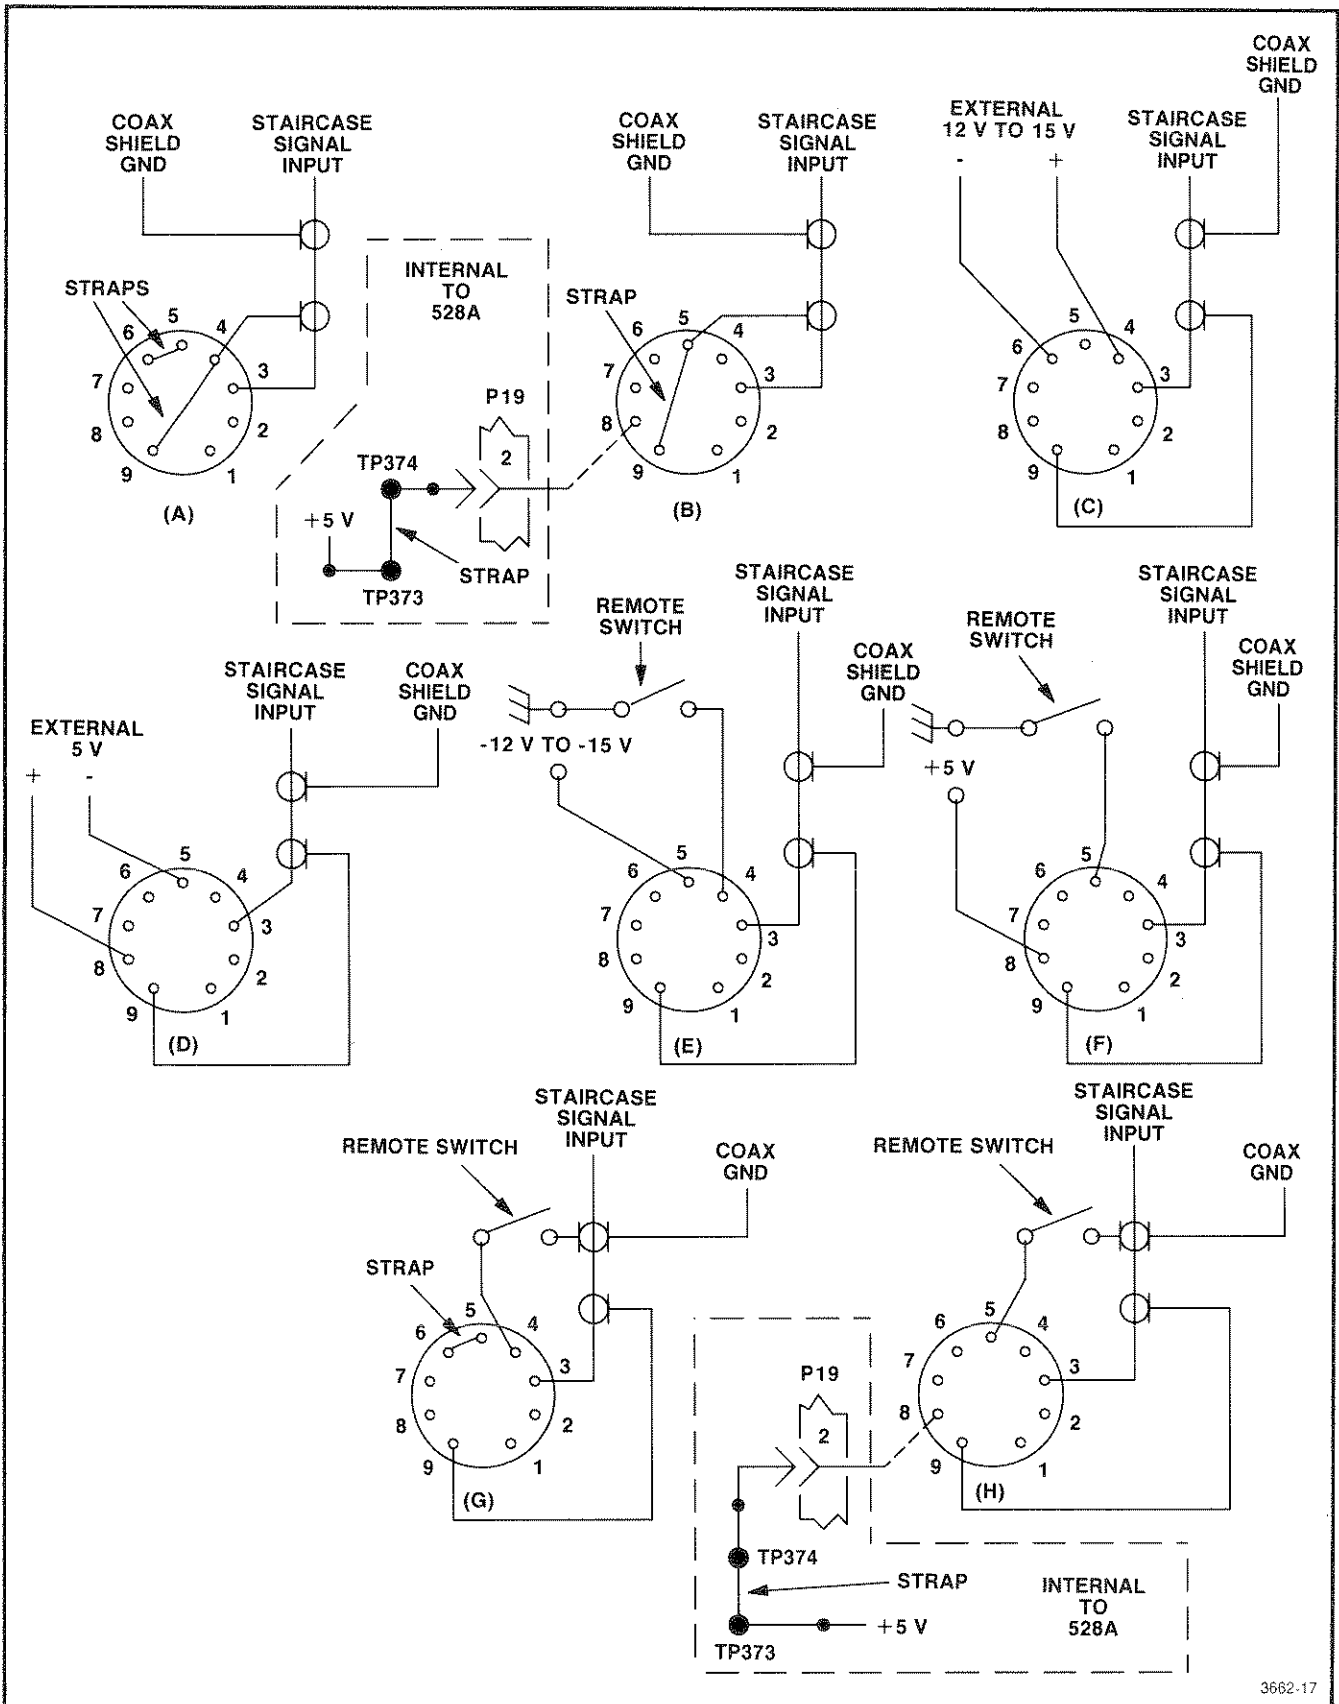 COAX
SHIELD
GND
STAIRCASE
SIGNAL
INPUT
STRAPS
5
6
4
7
3
8
2
9
1
(A)
INTERNAL
TO
528A
P19
2
TP374
+5 V
STRAP
TP373
COAX
SHIELD
GND
STAIRCASE
SIGNAL
INPUT
STRAP
5
6
4
7
3
8
2
9
1
(B)
EXTERNAL
12 V TO 15 V
-
+
STAIRCASE
SIGNAL
INPUT
COAX
SHIELD
GND
5
6
4
7
3
8
2
9
1
(C)
EXTERNAL
5 V
+
-
STAIRCASE
SIGNAL
INPUT
COAX
SHIELD
GND
5
6
4
7
3
8
2
9
1
(D)
REMOTE
SWITCH
STAIRCASE
SIGNAL
INPUT
COAX
SHIELD
GND
-12 V TO -15 V
5
6
4
7
3
8
2
9
1
(E)
REMOTE
SWITCH
STAIRCASE
SIGNAL
INPUT
COAX
SHIELD
GND
+5 V
5
6
4
7
3
8
2
9
1
(F)
STAIRCASE
SIGNAL
INPUT
REMOTE SWITCH
COAX
GND
STRAP
5
6
4
7
3
8
2
9
1
(G)
STAIRCASE
SIGNAL
INPUT
REMOTE SWITCH
COAX
GND
5
6
4
7
3
8
2
9
1
(H)
P19
2
TP374
STRAP
+5 V
TP373
INTERNAL
TO
528A
3662-17